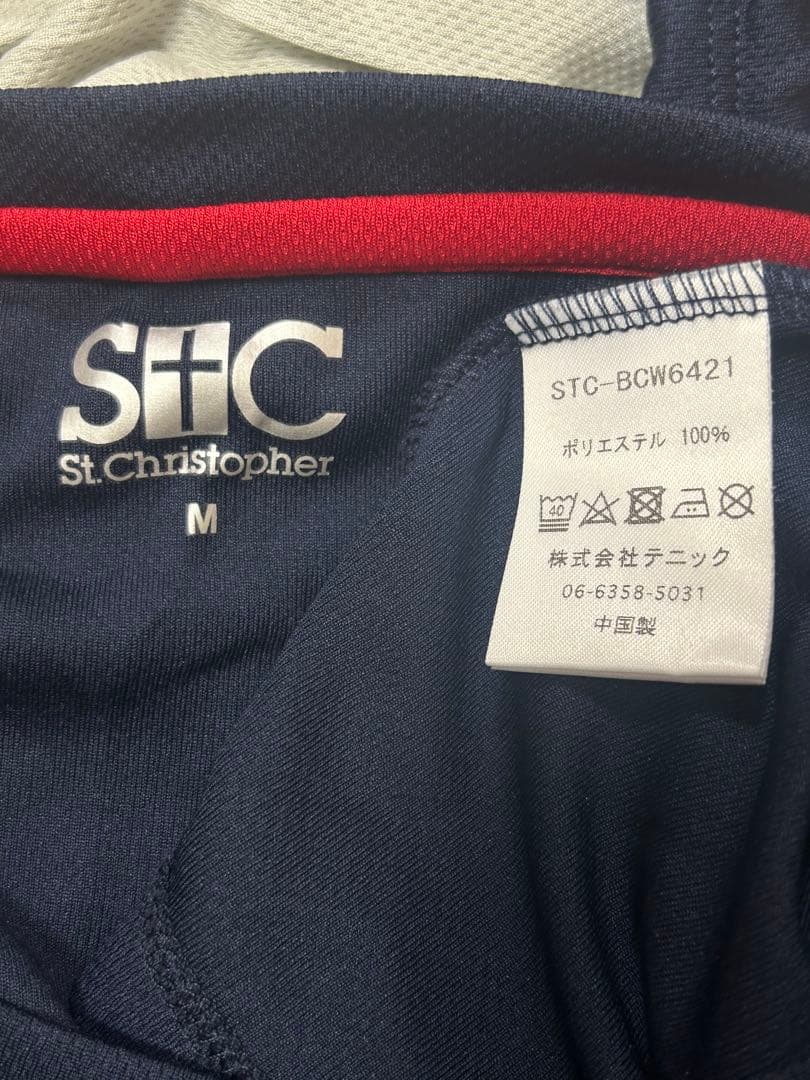 STC
St.Christopher
M
STC-BCW6421
ポリエステル 100%
40
株式会社テニック
06-6358-5031
中国製